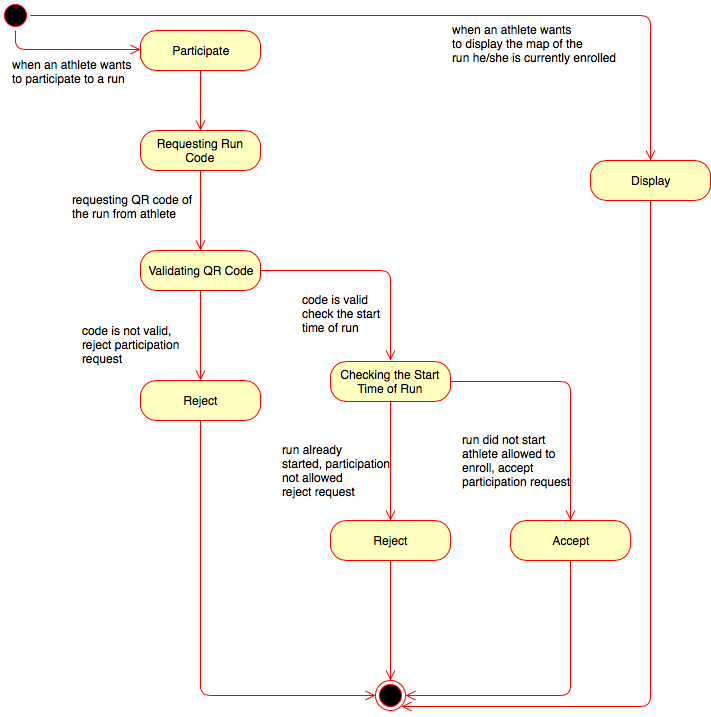 when an athlete wants
to display the map of the
run he/she is currently enrolled
Participate
when an athlete wants
to participate to a run
Requesting Run
Code
Display
requesting QR code of
the run from athlete
Validating QR Code
code is valid
check the start
time of run
code is not valid,
reject participation
request
Checking the Start
Time of Run
Reject
run already
started, participation
not allowed
reject request
run did not start
athlete allowed to
enroll, accept
participation request
Reject
Accept